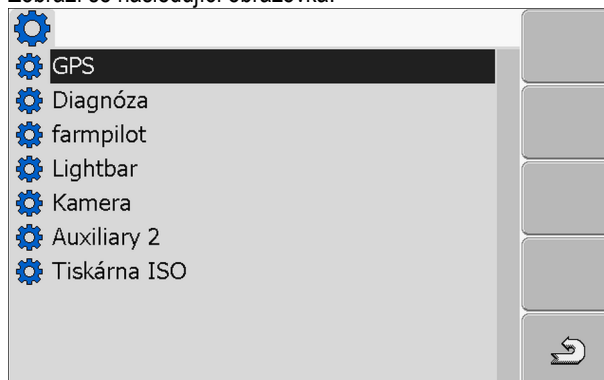 Zobrazí se následující obrazovka:
GPS
Diagnóza
farmpilot
Lightbar
Kamera
Auxiliary 2
Tiskárna ISO